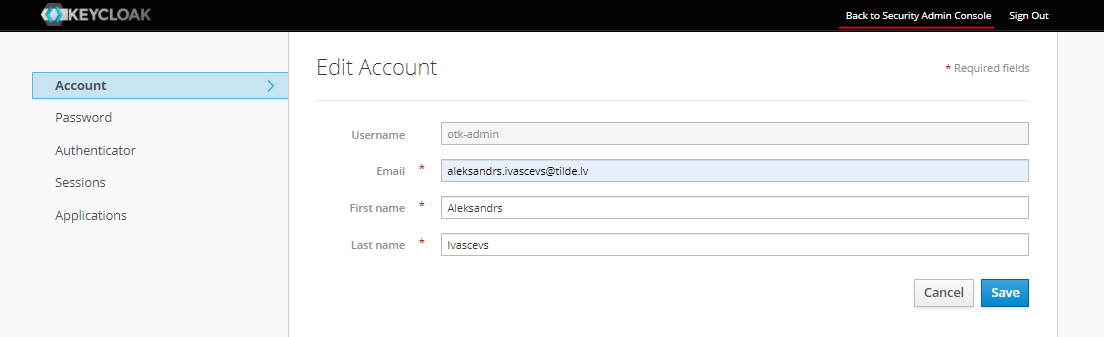 KEYCLOAK
Back to Security Admin Console Sign Out
Account
Password
Authenticator
Sessions
Applications
Edit Account
* Required fields
Username otk-admin
Email * aleksandrs.ivascevs@tilde.lv
First name * Aleksandrs
Last name * Ivascevs
Cancel Save